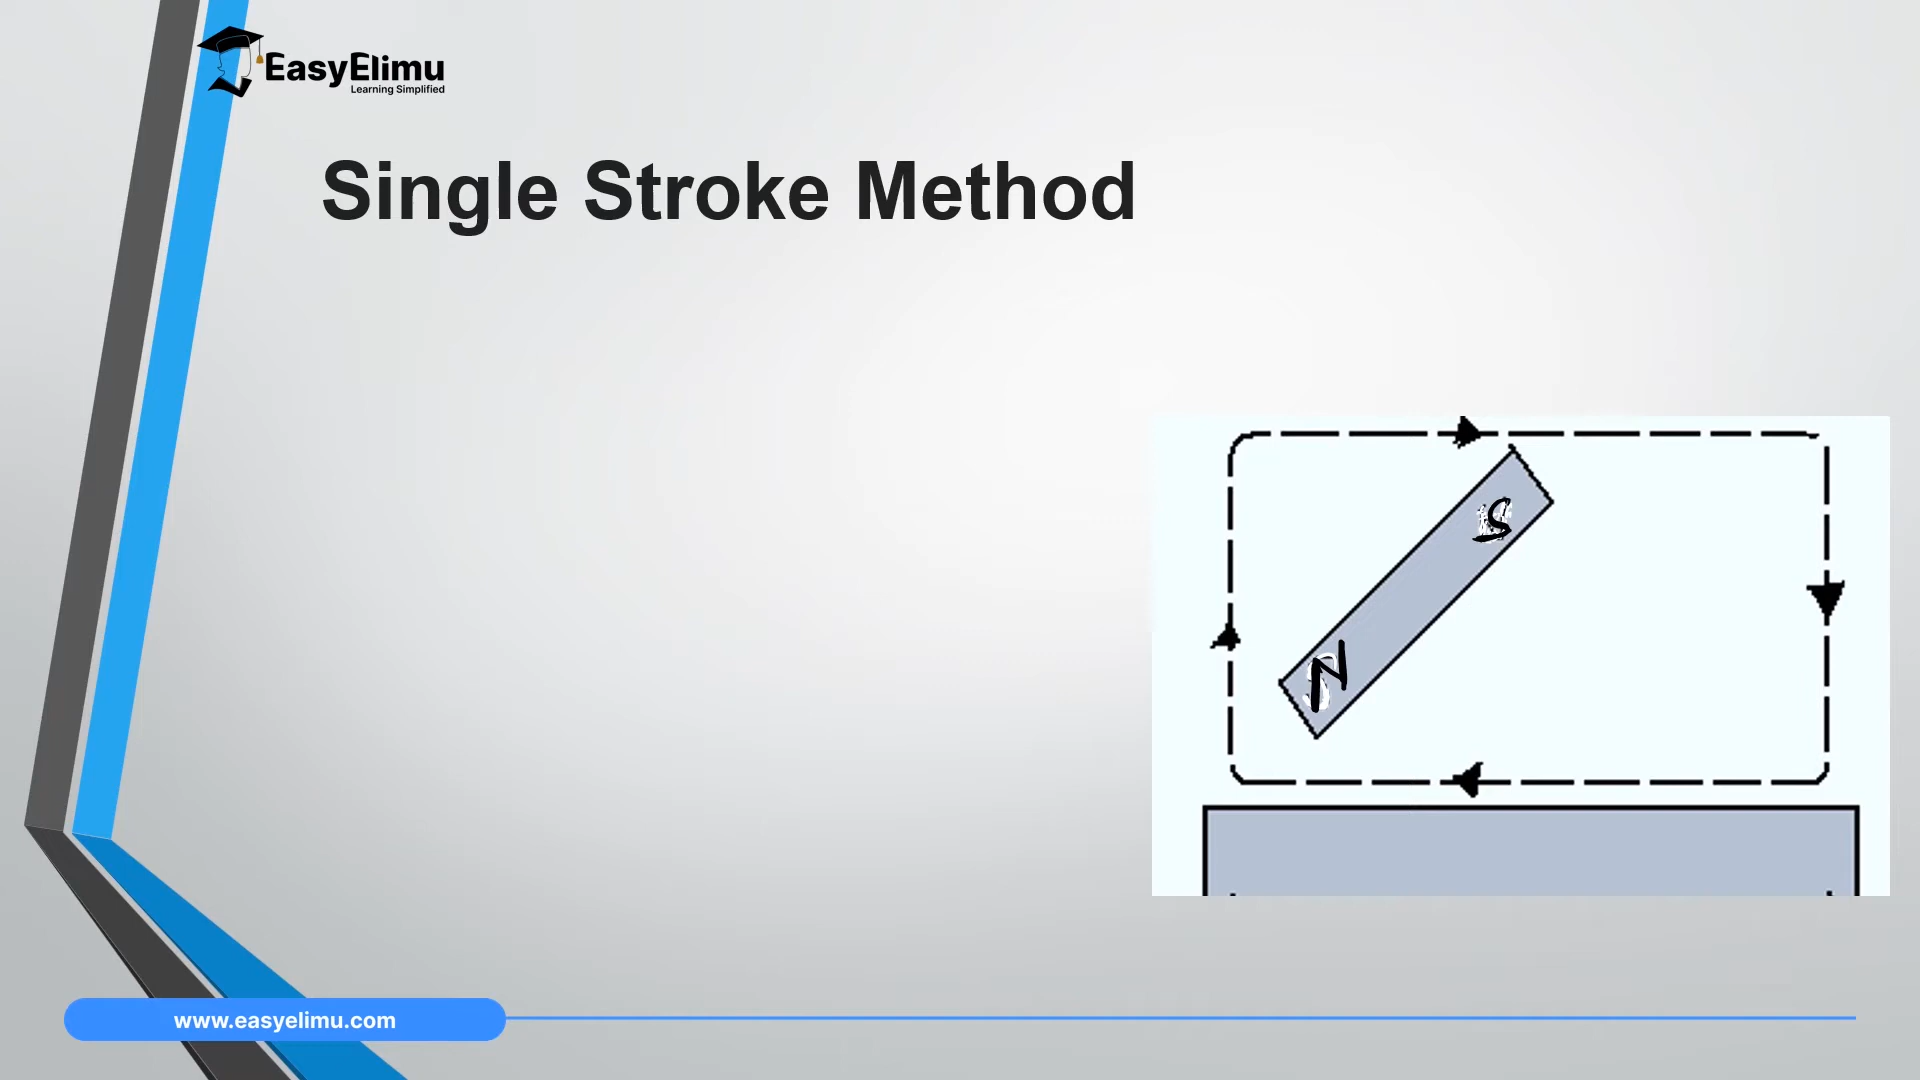 EasyElimu
Learning Simplified
Single Stroke Method
S
N
www.easyelimu.com